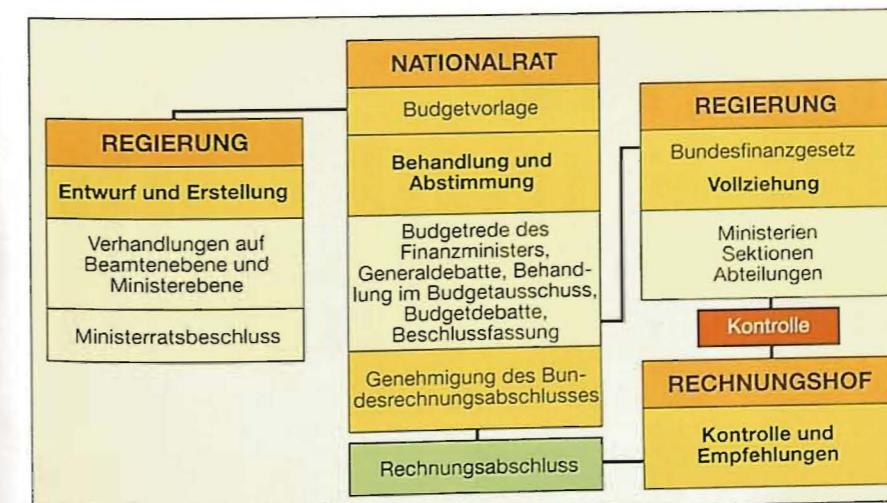 REGIERUNG
Entwurf und Erstellung
Verhandlungen auf
Beamtenebene und
Ministerebene
Ministerratsbeschluss
NATIONALRAT
Budgetvorlage
Behandlung und
Abstimmung
Budgetrede des
Finanzministers,
Generaldebatte, Behand-
lung im Budgetausschuss,
Budgetdebatte,
Beschlussfassung
Genehmigung des Bun-
desrechnungsabschlusses
Rechnungsabschluss
REGIERUNG
Bundesfinanzgesetz
Vollziehung
Ministerien
Sektionen
Abteilungen
Kontrolle
RECHNUNGSHOF
Kontrolle und
Empfehlungen